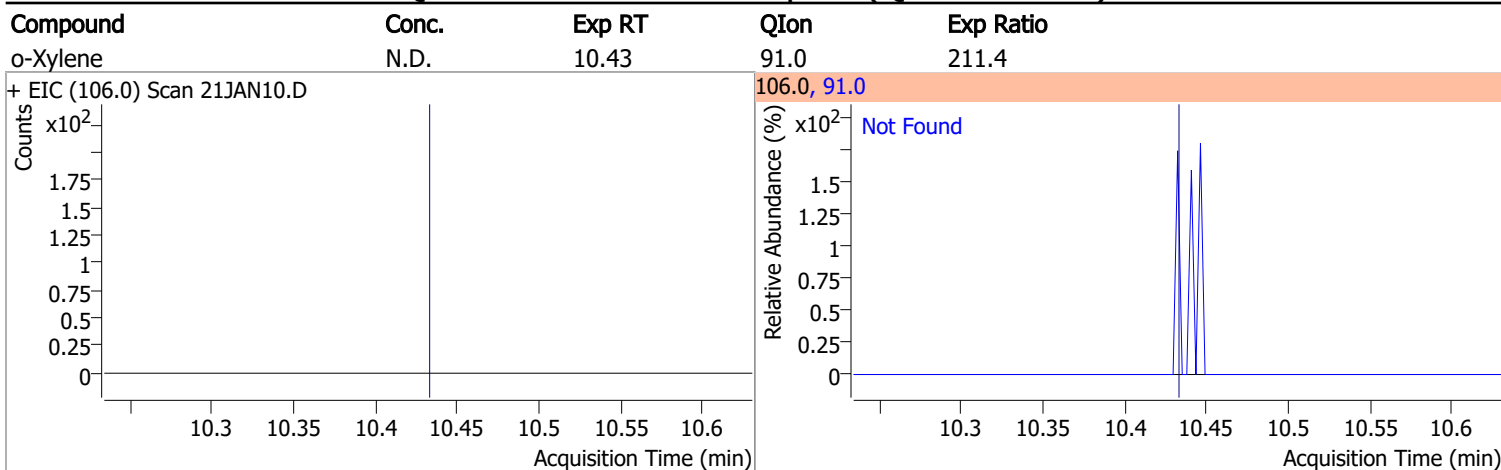 Compound Conc. Exp RT QIon Exp Ratio
o-Xylene N.D. 10.43 91.0 211.4
+ EIC (106.0) Scan 21JAN10.D
Counts
x10²
1.75
1.5
1.25
1
0.75
0.5
0.25
0
10.3 10.35 10.4 10.45 10.5 10.55 10.6
Acquisition Time (min)
106.0, 91.0
Relative Abundance (%)
x10²
Not Found
1.5
1.25
1
0.75
0.5
0.25
0
10.3 10.35 10.4 10.45 10.5 10.55 10.6
Acquisition Time (min)